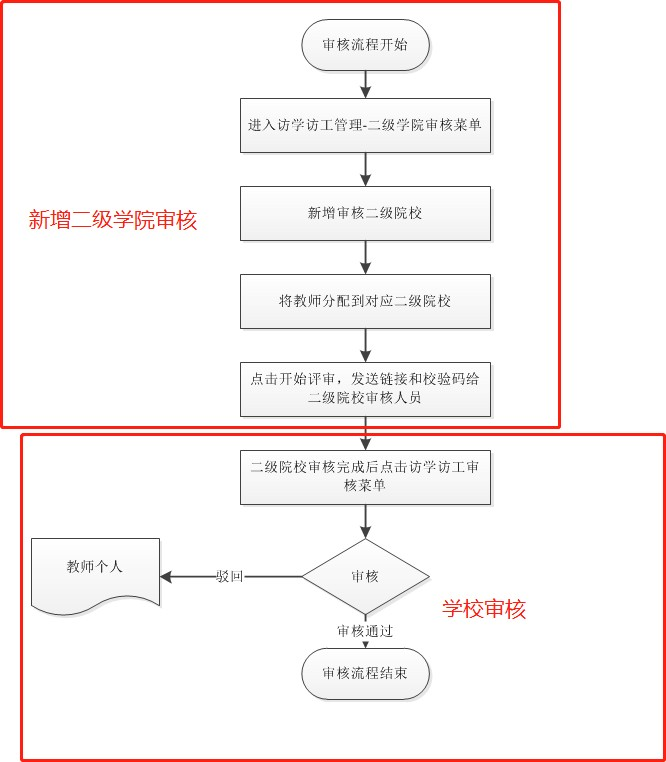 审核流程开始
进入访学访工管理-二级学院审核菜单
新增二级学院审核
新增审核二级院校
将教师分配到对应二级院校
点击开始评审，发送链接和校验码给
二级院校审核人员
二级院校审核完成后点击访学访工审
核菜单
教师个人
驳回
审核
学校审核
审核通过
审核流程结束